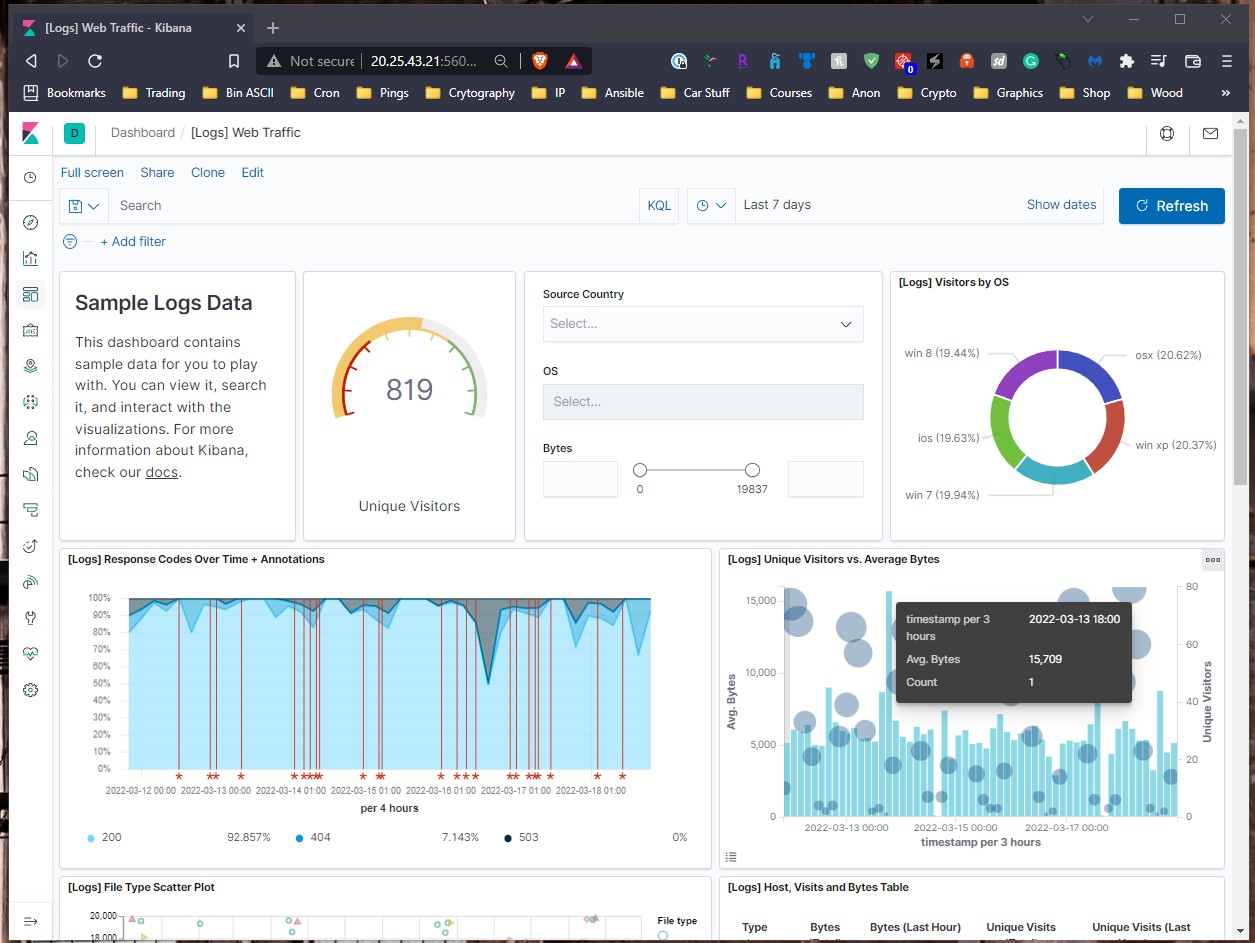 [Logs] Web Traffic - Kibana
Not secure 20.25.43.21:560...
0
Bookmarks Trading Bin ASCII Cron Pings Crytography IP Ansible Car Stuff Courses Anon Crypto Graphics Shop Wood »
D Dashboard / [Logs] Web Traffic
Full screen Share Clone Edit
Search KQL Last 7 days Show dates Refresh
+ Add filter
Sample Logs Data
This dashboard contains
sample data for you to play
with. You can view it, search
it, and interact with the
visualizations. For more
information about Kibana,
check our docs.
819
Unique Visitors
Source Country
Select...
OS
Select...
Bytes
0 19837
[Logs] Visitors by OS
win 8 (19.44%) osx (20.62%)
ios (19.63%) win xp (20.37%)
win 7 (19.94%)
[Logs] Response Codes Over Time + Annotations
100%
90%
80%
70%
60%
50%
40%
30%
20%
10%
0%
2022-03-12 00:00 2022-03-13 00:00 2022-03-14 01:00 2022-03-15 01:00 2022-03-16 01:00 2022-03-17 01:00 2022-03-18 01:00
per 4 hours
200 92.857% 404 7.143% 503 0%
[Logs] Unique Visitors vs. Average Bytes
15,000
10,000
5,000
0
Avg. Bytes
80
60
40
20
0
Unique Visitors
timestamp per 3 2022-03-13 18:00
hours
Avg. Bytes 15,709
Count 1
2022-03-13 00:00 2022-03-15 00:00 2022-03-17 00:00
timestamp per 3 hours
[Logs] File Type Scatter Plot
20,000
18,000
File type
[Logs] Host, Visits and Bytes Table
Type Bytes Bytes (Last Hour) Unique Visits Unique Visits (Last